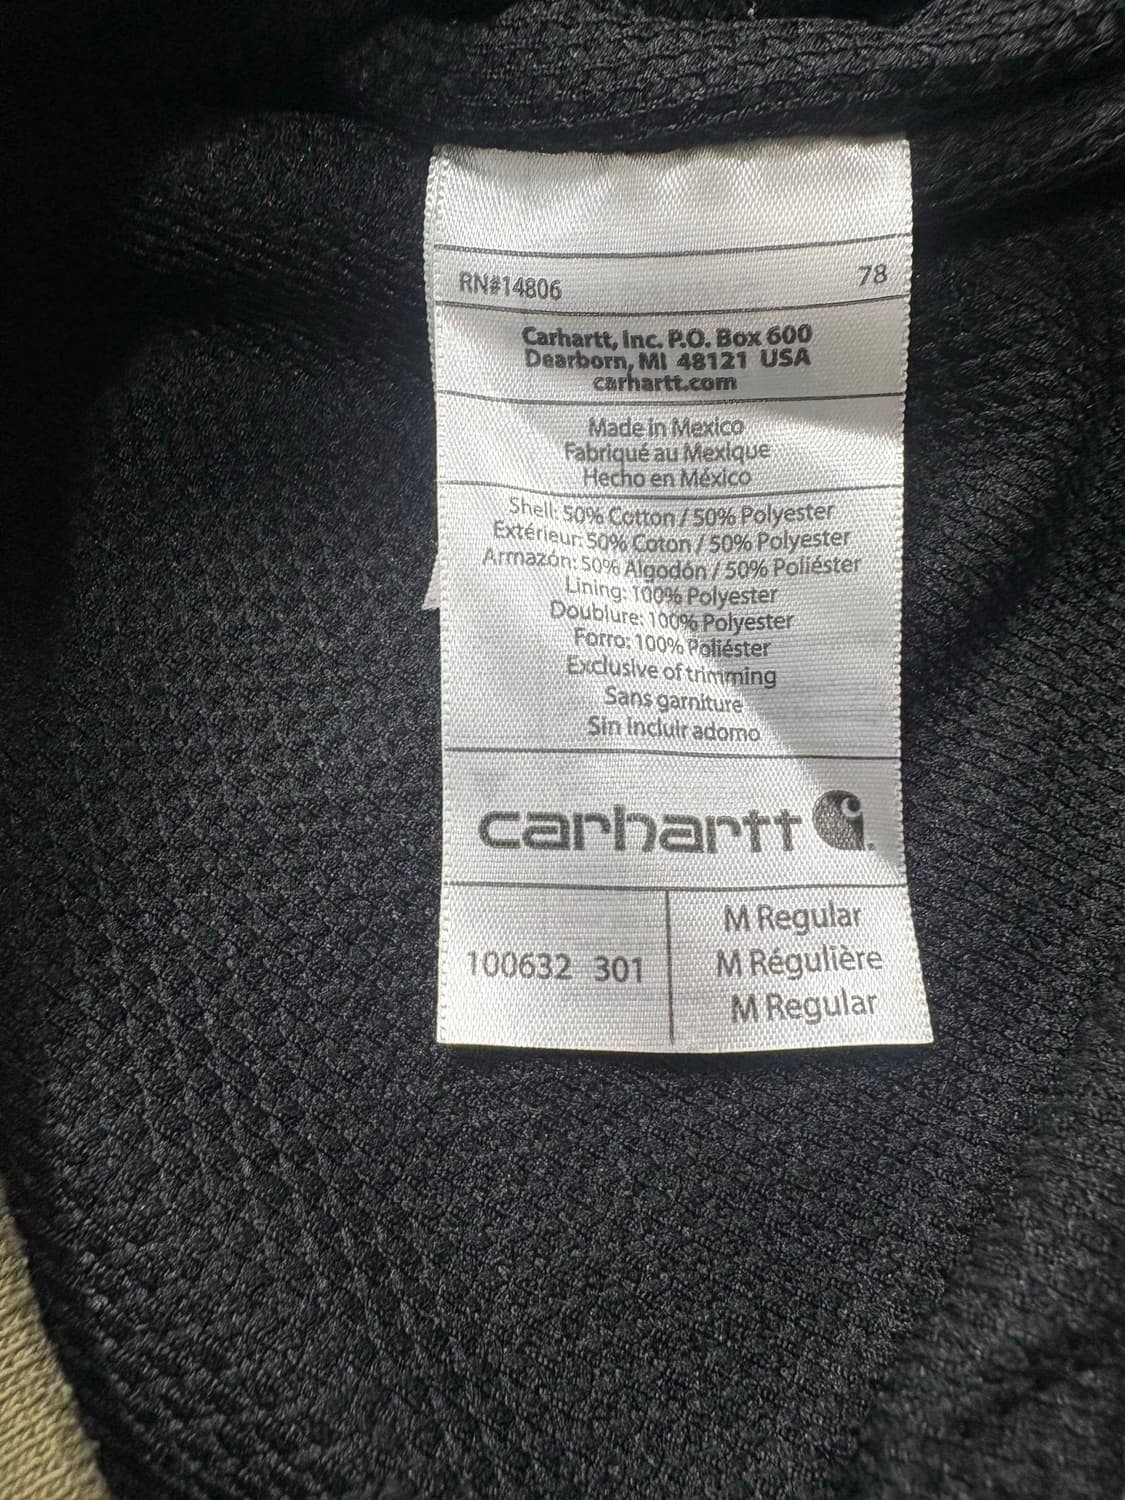 RN#14806 78
Carhartt, Inc. P.O. Box 600
Dearborn, MI 48121 USA
carhartt.com
Made in Mexico
Fabriqué au Mexique
Hecho en México
Shell: 50% Cotton / 50% Polyester
Extérieur: 50% Coton / 50% Polyester
Armazón: 50% Algodón / 50% Poliéster
Lining: 100% Polyester
Doublure: 100% Polyester
Forro: 100% Poliéster
Exclusive of trimming
Sans garniture
Sin incluir adorno
carhartt
100632 301
M Regular
M Régulière
M Regular